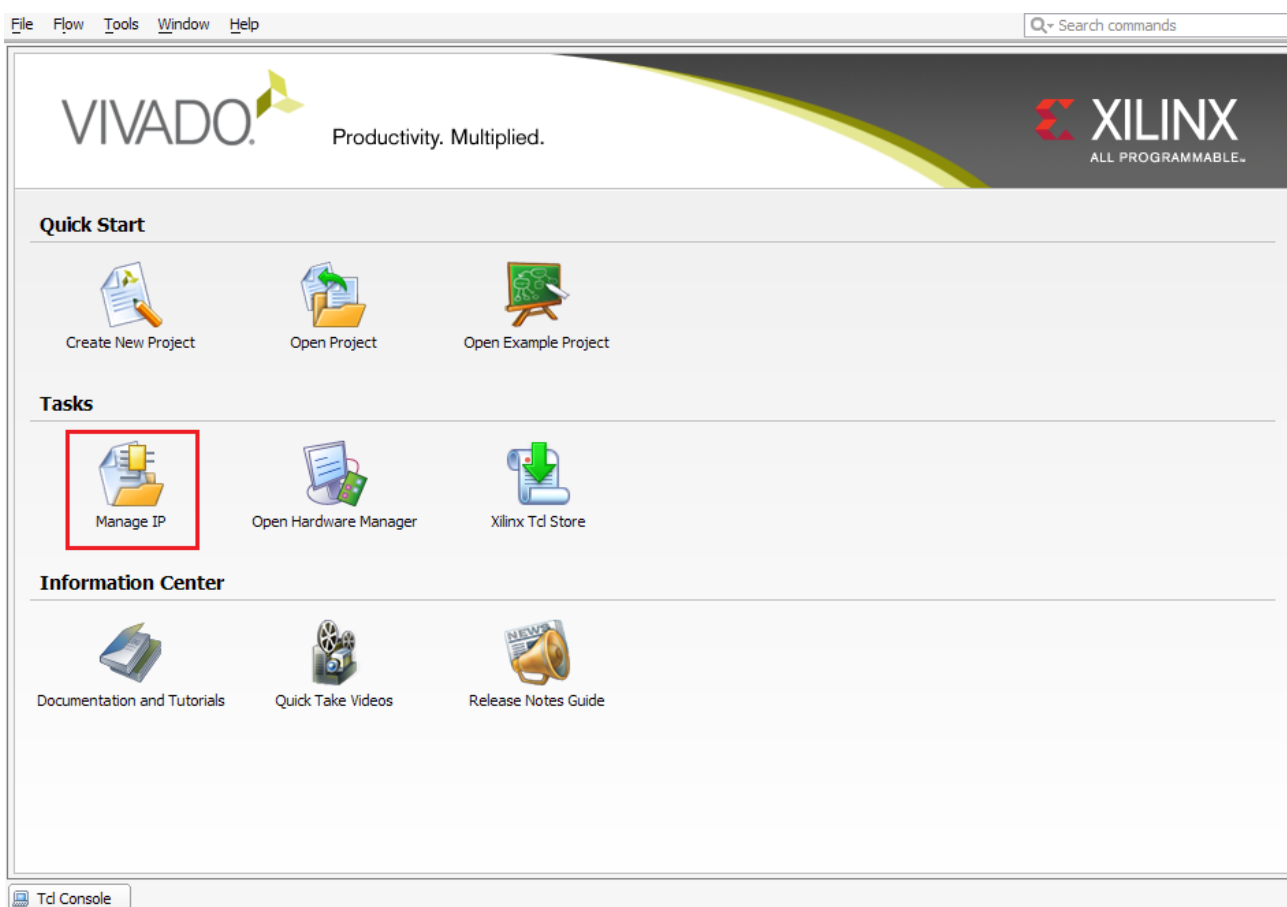 File Flow Tools Window Help
Search commands
VIVADO.
Productivity. Multiplied.
XILINX
ALL PROGRAMMABLE™
Quick Start
Create New Project Open Project Open Example Project
Tasks
Manage IP Open Hardware Manager Xilinx Tcl Store
Information Center
NEWS
Documentation and Tutorials Quick Take Videos Release Notes Guide
Tcl Console